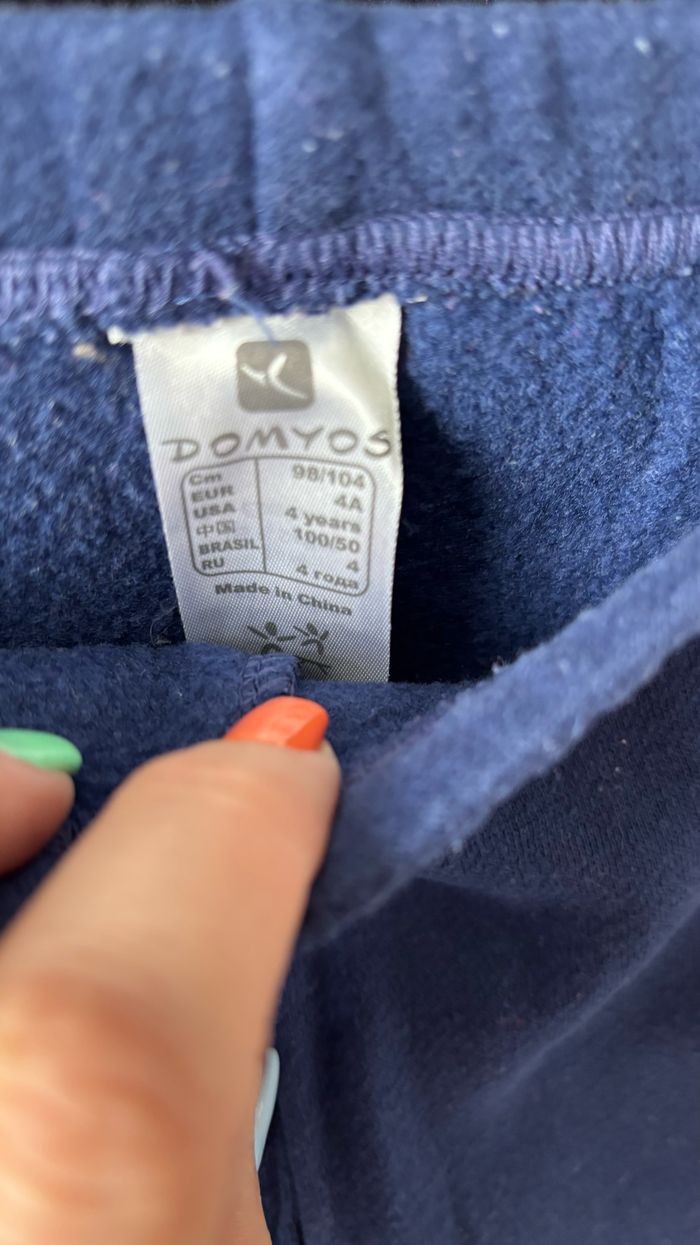 DOMYOS
Cm 98/104
EUR 4A
USA 4 years
中国 100/50
BRASIL 4
RU 4 года
Made in China